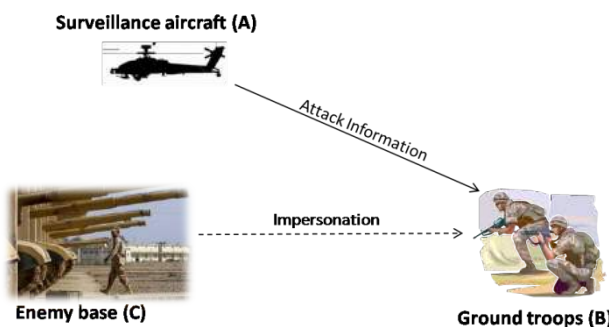 Surveillance aircraft (A)
Attack Information
Impersonation
Enemy base (C)
Ground troops (B)